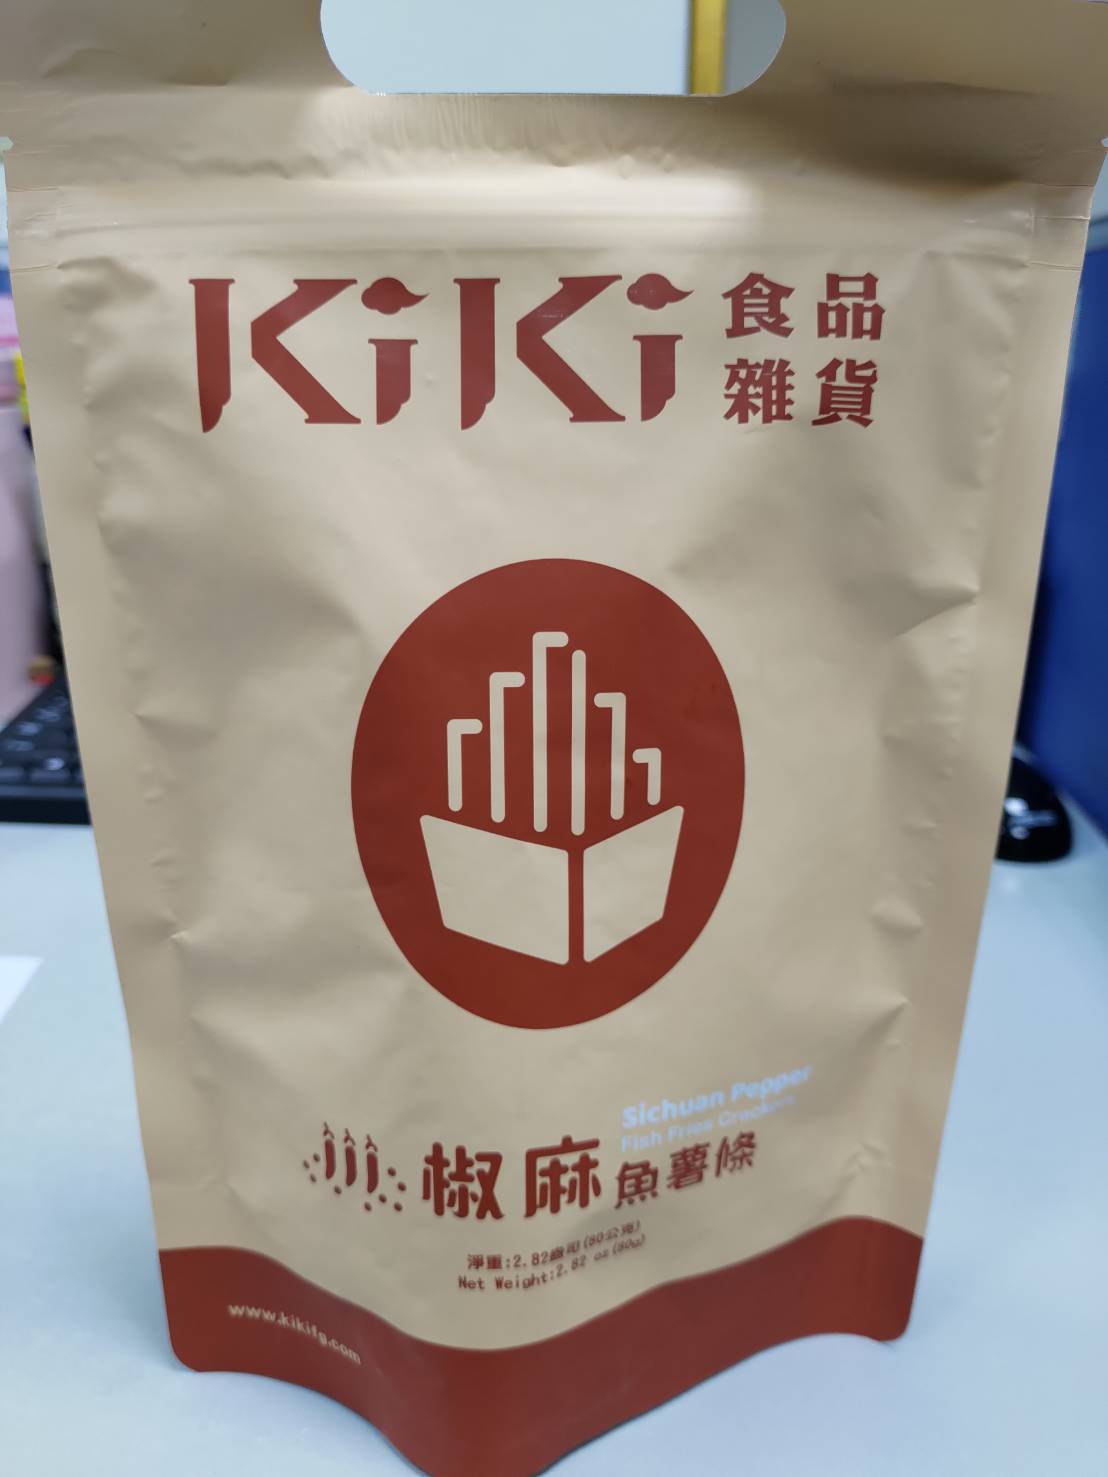 KiKi 食品雜貨
Sichuan Pepper
Fish Fries Crackers
椒麻魚薯條
淨重:2.82盎司(80公克)
Net Weight:2.82 oz(80g)
www.kikifg.com